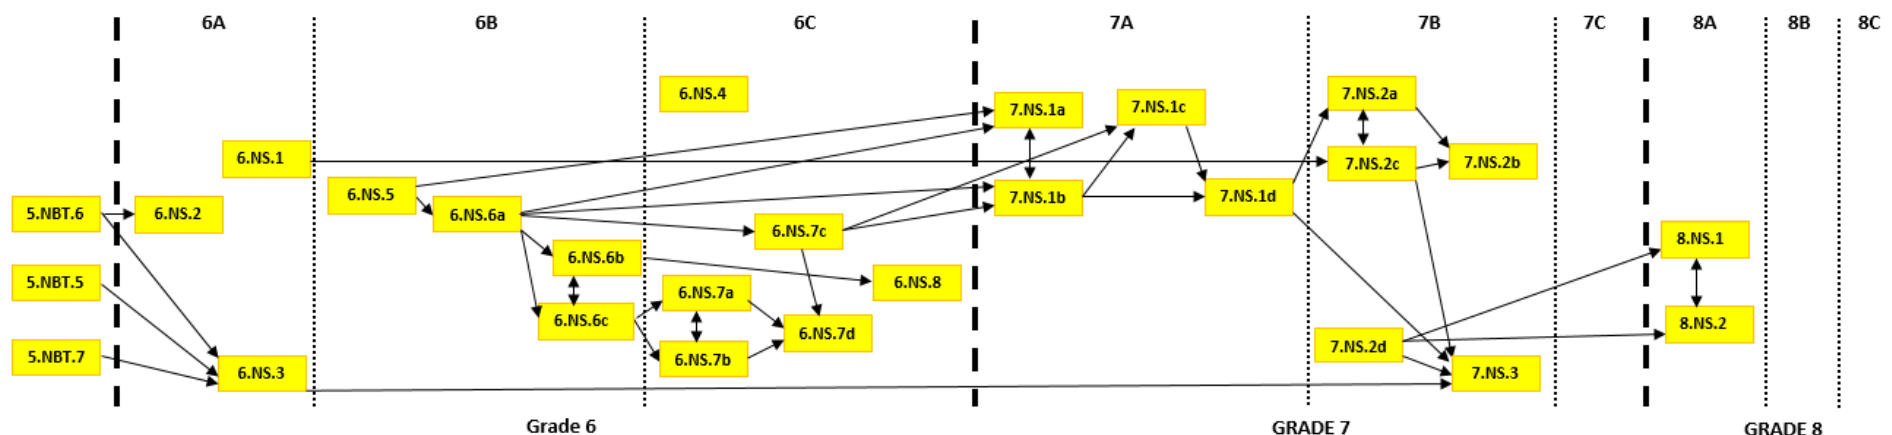 6A
6B
6C
7A
7B
7C
8A
8B
8C
6.NS.4
7.NS.1a
7.NS.1c
7.NS.2a
6.NS.1
7.NS.2c
7.NS.2b
6.NS.5
7.NS.1b
7.NS.1d
5.NBT.6
6.NS.2
6.NS.6a
6.NS.7c
8.NS.1
6.NS.6b
5.NBT.5
6.NS.7a
6.NS.8
6.NS.6c
6.NS.7d
8.NS.2
5.NBT.7
6.NS.7b
7.NS.2d
6.NS.3
7.NS.3
Grade 6
GRADE 7
GRADE 8